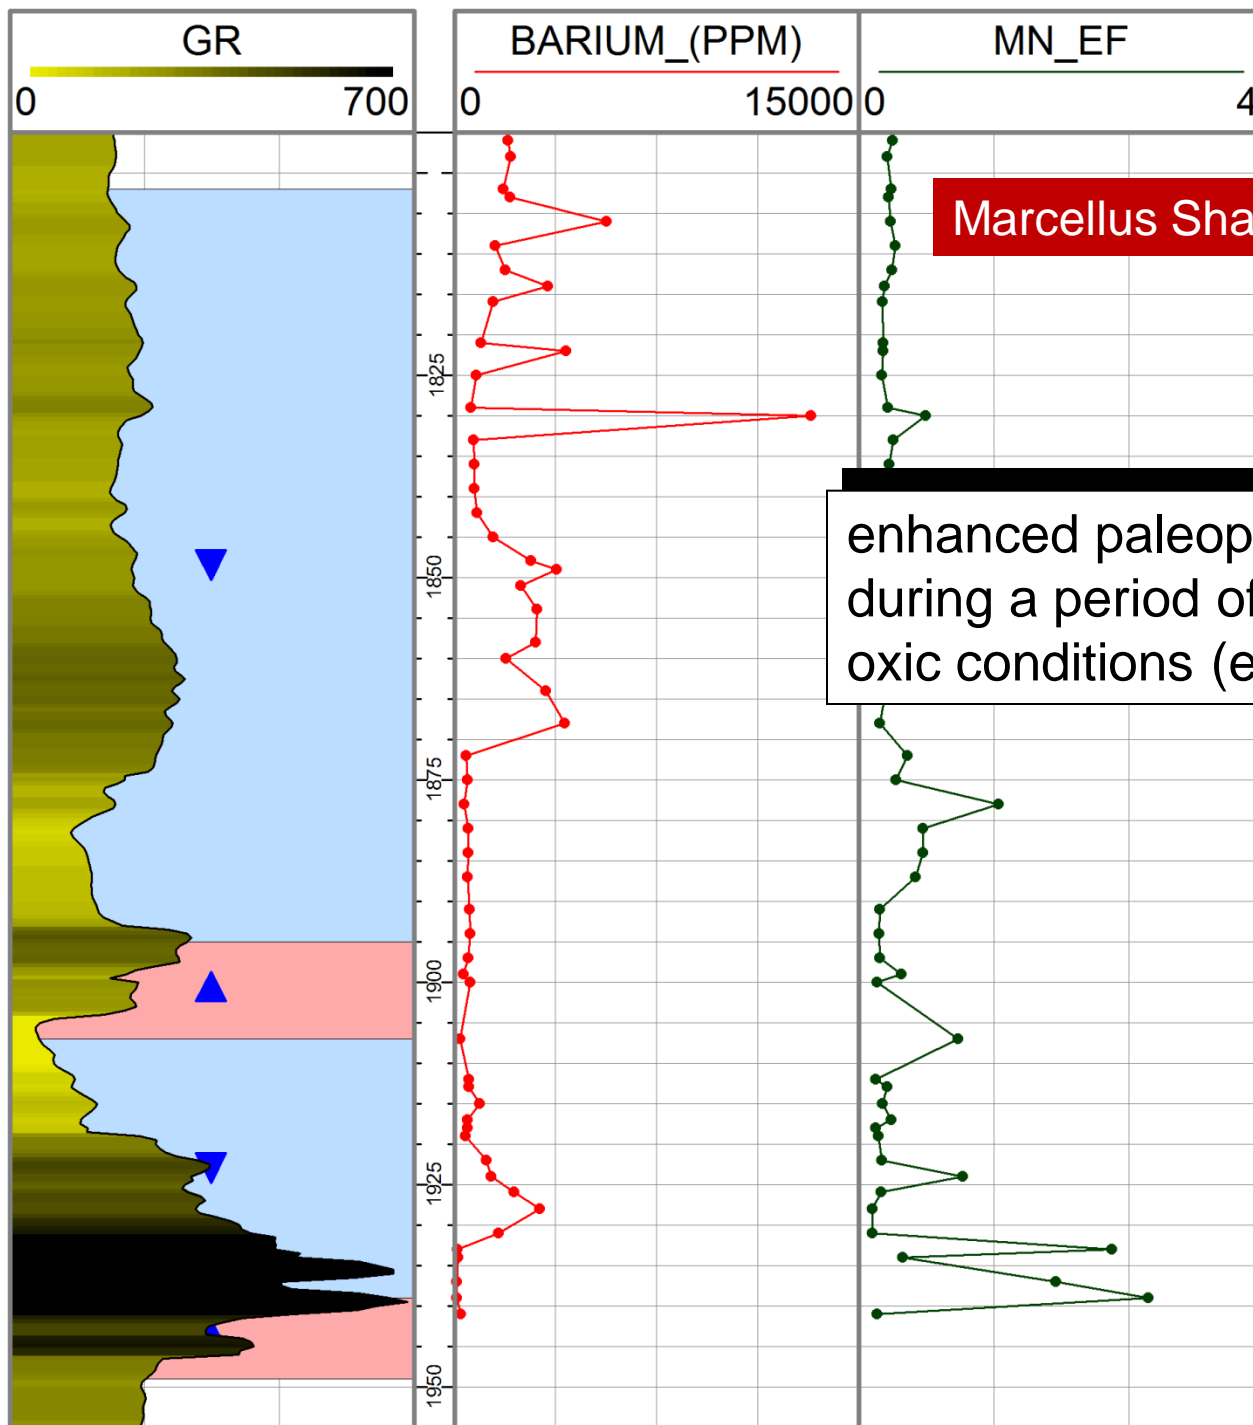 GR
0 700
BARIUM_(PPM)
0 15000
MN_EF
0 4
Marcellus Sha
1825
enhanced paleop
during a period of
oxic conditions (e
1850
1875
1900
1925
1950